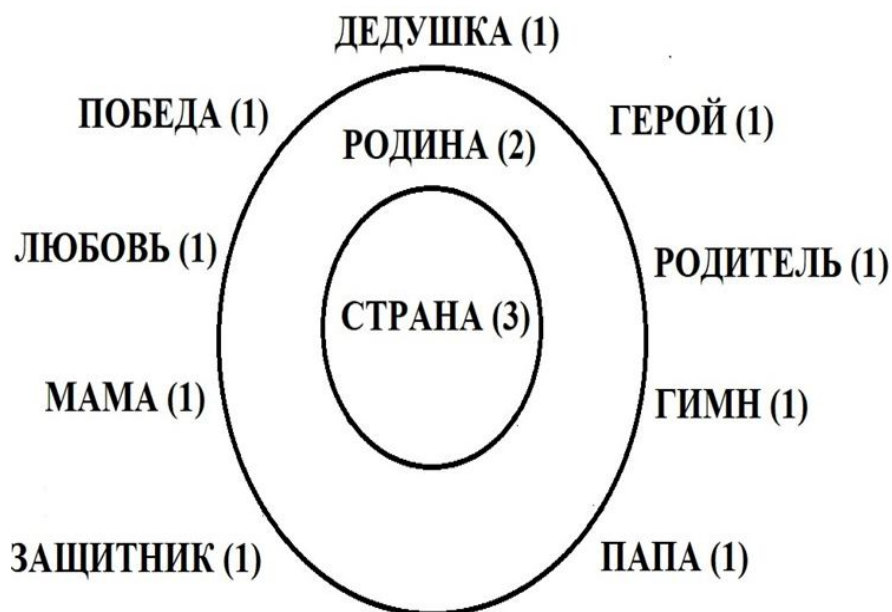 ДЕДУШКА (1)
ПОБЕДА (1)
ГЕРОЙ (1)
РОДИНА (2)
ЛЮБОВЬ (1)
РОДИТЕЛЬ (1)
СТРАНА (3)
МАМА (1)
ГИМН (1)
ЗАЩИТНИК (1)
ПАПА (1)